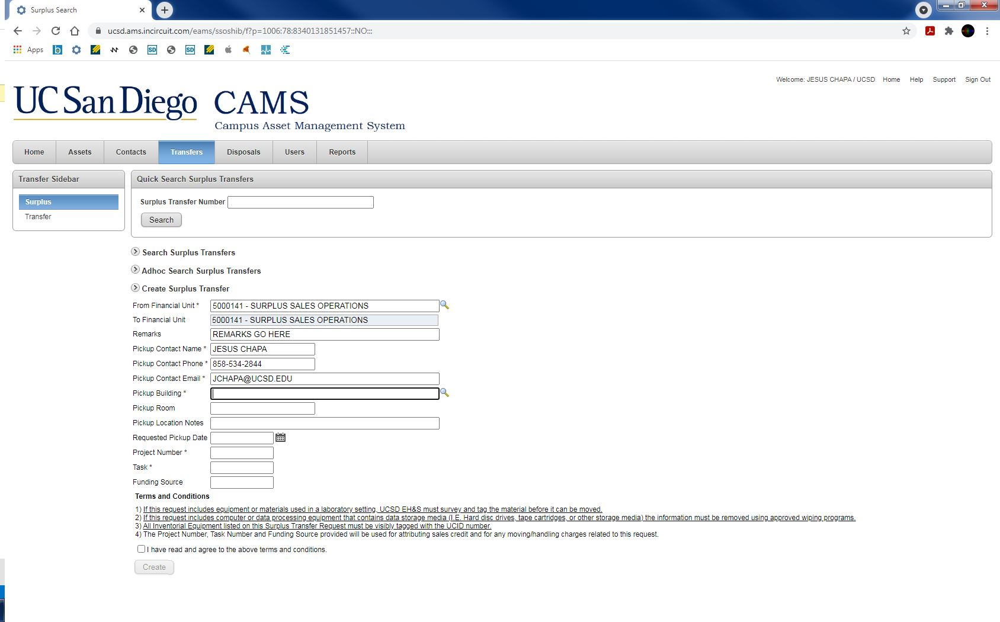 Surplus Search
ucsd.ams.incircuit.com/eams/ssoshib/f?p=1006:78:8340131851457::NO:::
Apps
b
SD
SD
Welcome: JESUS CHAPA / UCSD Home Help Support Sign Out
UC San Diego CAMS
Campus Asset Management System
Home Assets Contacts Transfers Disposals Users Reports
Transfer Sidebar
Surplus
Transfer
Quick Search Surplus Transfers
Surplus Transfer Number
Search
Search Surplus Transfers
Adhoc Search Surplus Transfers
Create Surplus Transfer
From Financial Unit * 5000141 - SURPLUS SALES OPERATIONS
To Financial Unit 5000141 - SURPLUS SALES OPERATIONS
Remarks REMARKS GO HERE
Pickup Contact Name * JESUS CHAPA
Pickup Contact Phone * 858-534-2844
Pickup Contact Email * JCHAPA@UCSD.EDU
Pickup Building *
Pickup Room
Pickup Location Notes
Requested Pickup Date
Project Number *
Task *
Funding Source
Terms and Conditions
1) If this request includes equipment or materials used in a laboratory setting, UCSD EH&S must survey and tag the material before it can be moved.
2) If this request includes computer or data processing equipment that contains data storage media (I.E. Hard disc drives, tape cartridges, or other storage media) the information must be removed using approved wiping programs.
3) All Inventorial Equipment listed on this Surplus Transfer Request must be visibly tagged with the UCID number.
4) The Project Number, Task Number and Funding Source provided will be used for attributing sales credit and for any moving/handling charges related to this request.
I have read and agree to the above terms and conditions.
Create